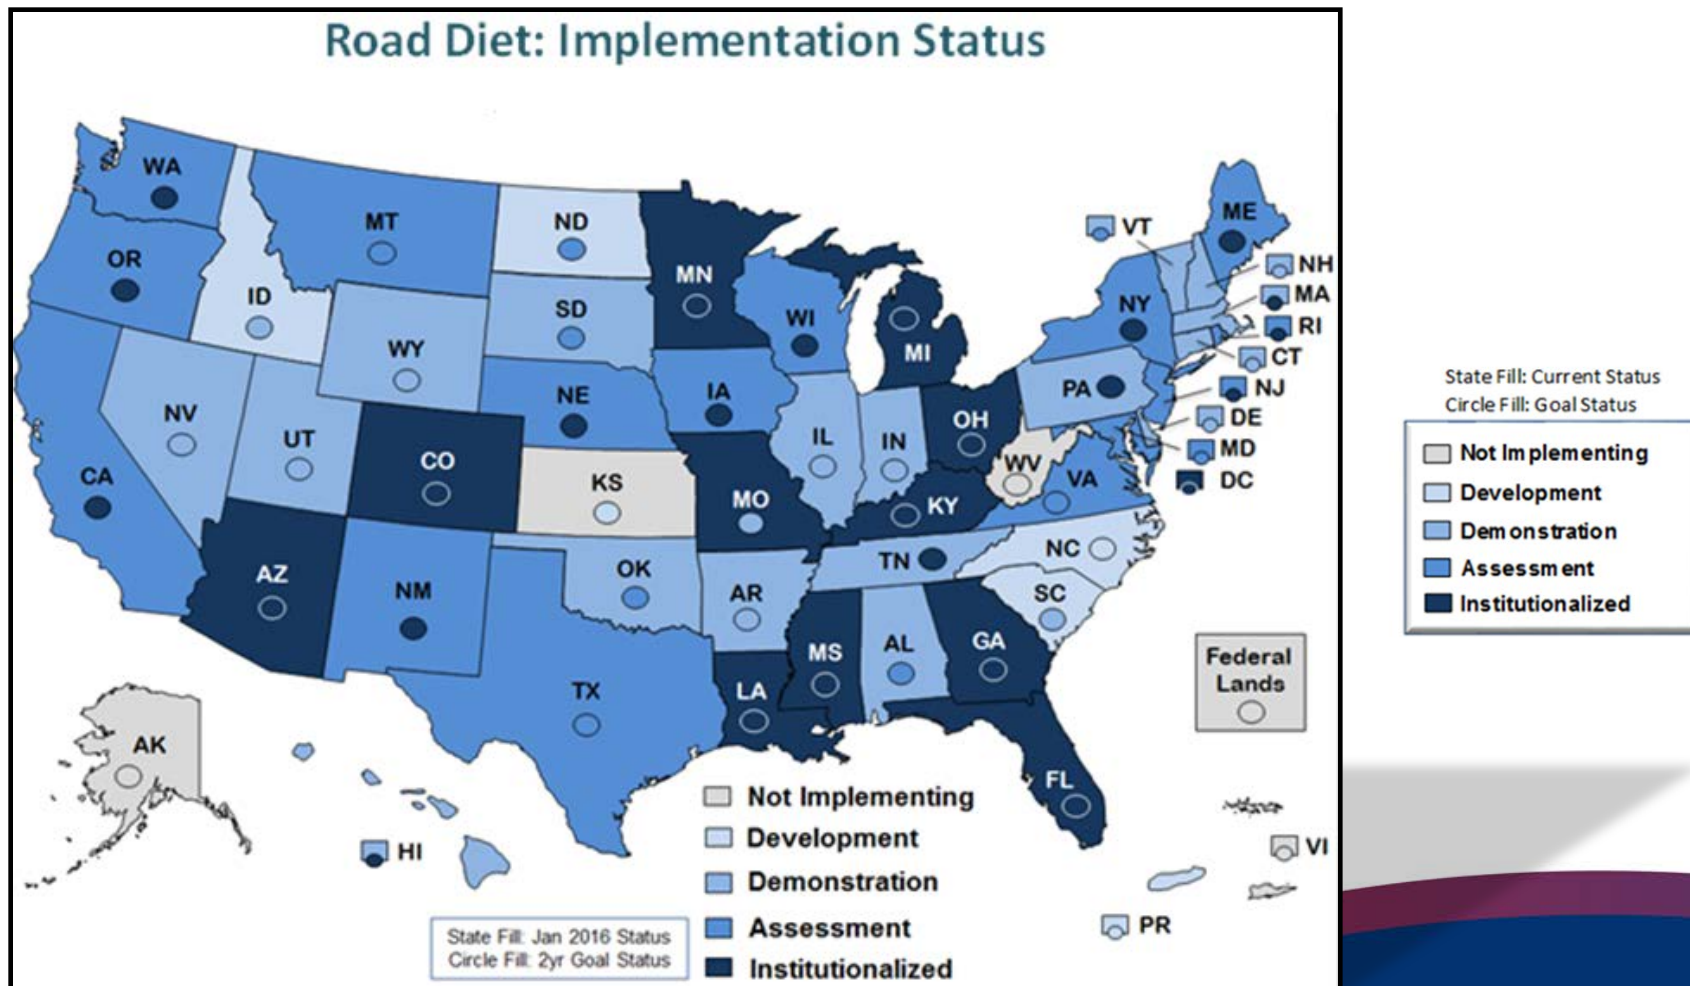 Road Diet: Implementation Status
WA
MT
ND
OR
ID
SD
MN
WI
MI
ME
VT
NH
MA
NY
RI
CT
NJ
PA
DE
MD
DC
WY
NE
IA
NV
UT
CO
KS
MO
IL
IN
OH
WV
VA
KY
CA
AZ
NM
OK
AR
TN
NC
SC
TX
LA
MS
AL
GA
FL
AK
HI
Federal
Lands
VI
PR
Not Implementing
Development
Demonstration
Assessment
Institutionalized
State Fill: Jan 2016 Status
Circle Fill: 2yr Goal Status
State Fill: Current Status
Circle Fill: Goal Status
Not Implementing
Development
Demonstration
Assessment
Institutionalized